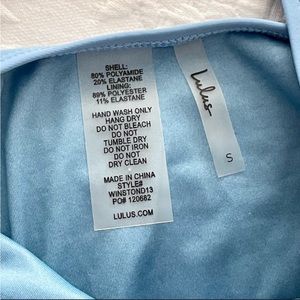 SHELL:
80% POLYAMIDE
20% ELASTANE
LINING:
89% POLYESTER
11% ELASTANE
HAND WASH ONLY
HANG DRY
DO NOT BLEACH
DO NOT
TUMBLE DRY
DO NOT IRON
DO NOT
DRY CLEAN
MADE IN CHINA
STYLE#
WINSTOND13
PO# 120682
LULUS.COM
Lulus
S